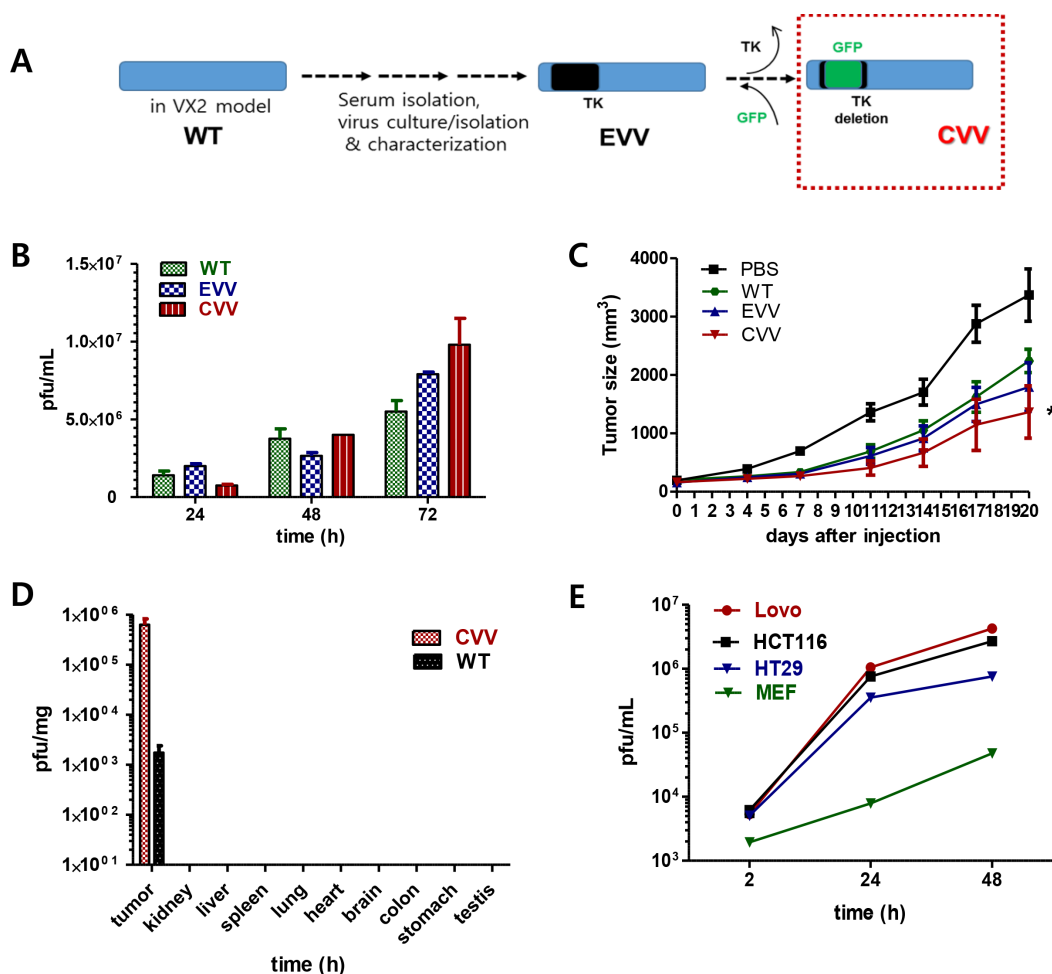 A
in VX2 model
WT
Serum isolation,
virus culture/isolation
& characterization
TK
EVV
TK
GFP
GFP
TK
deletion
CVV
B
pfu/mL
1.5×10⁷
1.0×10⁷
5.0×10⁶
0
WT
EVV
CVV
24 48 72
time (h)
C
Tumor size (mm³)
4000
3000
2000
1000
0
PBS
WT
EVV
CVV
*
0 1 2 3 4 5 6 7 8 9 10 11 12 13 14 15 16 17 18 19 20
days after injection
D
pfu/mg
1×10⁰⁶
1×10⁰⁵
1×10⁰⁴
1×10⁰³
1×10⁰²
1×10⁰¹
CVV
WT
tumor
kidney
liver
spleen
lung
heart
brain
colon
stomach
testis
time (h)
E
pfu/mL
10⁷
10⁶
10⁵
10⁴
10³
Lovo
HCT116
HT29
MEF
2 24 48
time (h)